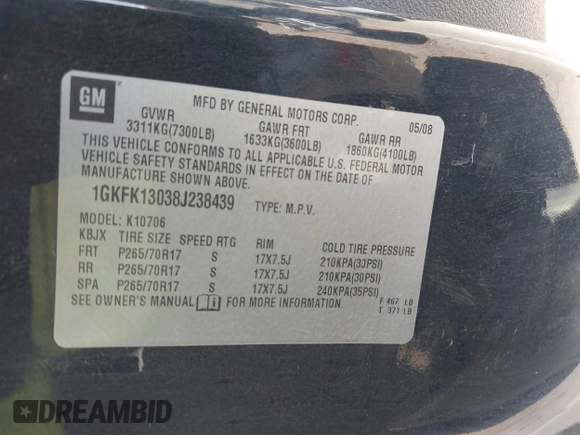 GM
MFD BY GENERAL MOTORS CORP. 05/08
GVWR GAWR FRT GAWR RR
3311KG(7300LB) 1633KG(3600LB) 1860KG(4100LB)
THIS VEHICLE CONFORMS TO ALL APPLICABLE U.S. FEDERAL MOTOR
VEHICLE SAFETY STANDARDS IN EFFECT ON THE DATE OF
MANUFACTURE SHOWN ABOVE.
1GKFK13038J238439 TYPE: M.P.V.
MODEL: K10706
KBJX TIRE SIZE SPEED RTG RIM COLD TIRE PRESSURE
FRT P265/70R17 S 17X7.5J 210KPA(30PSI)
RR P265/70R17 S 17X7.5J 210KPA(30PSI)
SPA P265/70R17 S 17X7.5J 240KPA(35PSI)
SEE OWNER'S MANUAL FOR MORE INFORMATION. F 467 LB
T 371 LB
DREAMBID